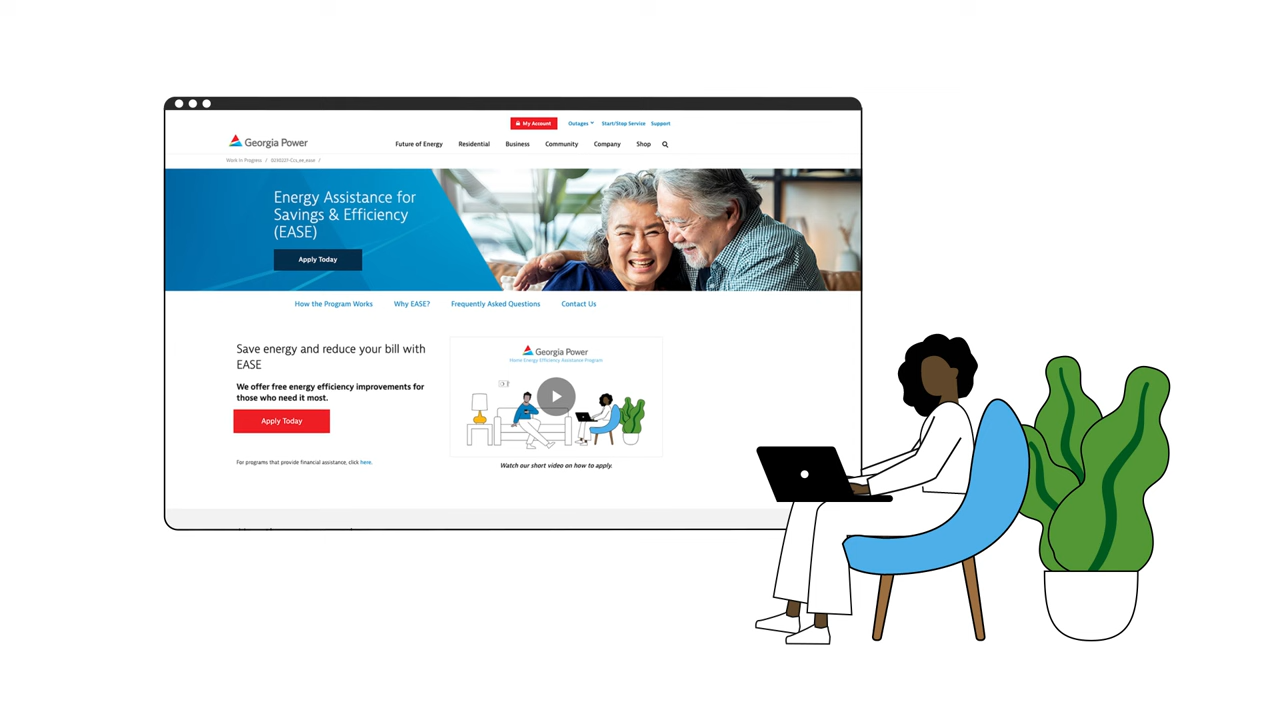 My Account
Outages
Start/Stop Service
Support
Georgia Power
Future of Energy
Residential
Business
Community
Company
Shop
Work In Progress /
Energy Assistance for
Savings & Efficiency
(EASE)
Apply Today
How the Program Works
Why EASE?
Frequently Asked Questions
Contact Us
Save energy and reduce your bill with
EASE
We offer free energy efficiency improvements for
those who need it most.
Apply Today
For programs that provide financial assistance, click here.
Georgia Power
Home Energy Efficiency Assistance Program
Watch our short video on how to apply.